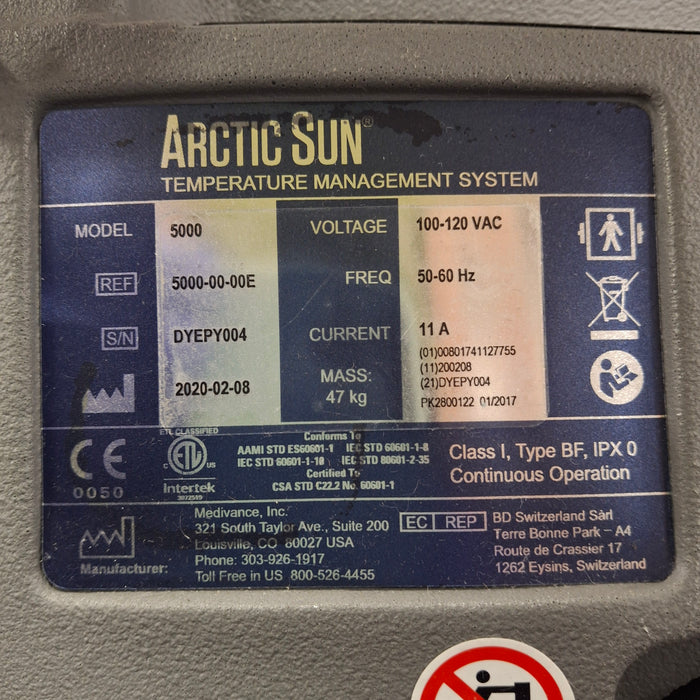 ARCTIC SUN®
TEMPERATURE MANAGEMENT SYSTEM
MODEL 5000 VOLTAGE 100-120 VAC
REF 5000-00-00E FREQ 50-60 Hz
S/N DYEPY004 CURRENT 11 A
2020-02-08 MASS: 47 kg
(01)00801741127755
(11)200208
(21)DYEPY004
PK2800122 01/2017
CE
0050
ETL CLASSIFIED
C ETL US
Intertek
3072519
Conforms To
AAMI STD ES60601-1 IEC STD 60601-1-8
IEC STD 60601-1-10 IEC STD 80601-2-35
Certified To
CSA STD C22.2 No. 60601-1
Class I, Type BF, IPX 0
Continuous Operation
Manufacturer:
Medivance, Inc.
321 South Taylor Ave., Suite 200
Louisville, CO 80027 USA
Phone: 303-926-1917
Toll Free in US 800-526-4455
EC REP
BD Switzerland Sàrl
Terre Bonne Park - A4
Route de Crassier 17
1262 Eysins, Switzerland